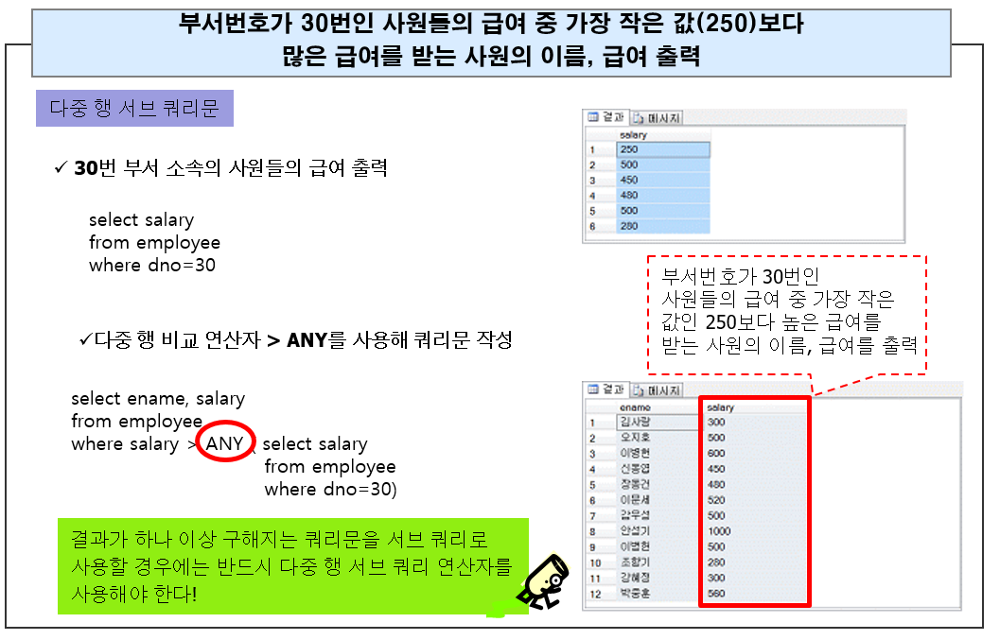 부서번호가 30번인 사원들의 급여 중 가장 작은 값(250)보다
많은 급여를 받는 사원의 이름, 급여 출력
다중 행 서브 쿼리문
✓ 30번 부서 소속의 사원들의 급여 출력
select salary
from employee
where dno=30
결과 메시지
salary
1 250
2 500
3 450
4 480
5 500
6 280
부서번호가 30번인
사원들의 급여 중 가장 작은
값인 250보다 높은 급여를
받는 사원의 이름, 급여를 출력
✓다중 행 비교 연산자 > ANY를 사용해 쿼리문 작성
select ename, salary
from employee
where salary > ANY ( select salary
from employee
where dno=30)
결과 메시지
ename salary
1 김사랑 300
2 오지호 500
3 이병헌 600
4 신동엽 450
5 장동건 480
6 이문세 520
7 감우성 500
8 안성기 1000
9 이병헌 500
10 조향기 280
11 강혜정 300
12 박중훈 560
결과가 하나 이상 구해지는 쿼리문을 서브 쿼리로
사용할 경우에는 반드시 다중 행 서브 쿼리 연산자를
사용해야 한다!